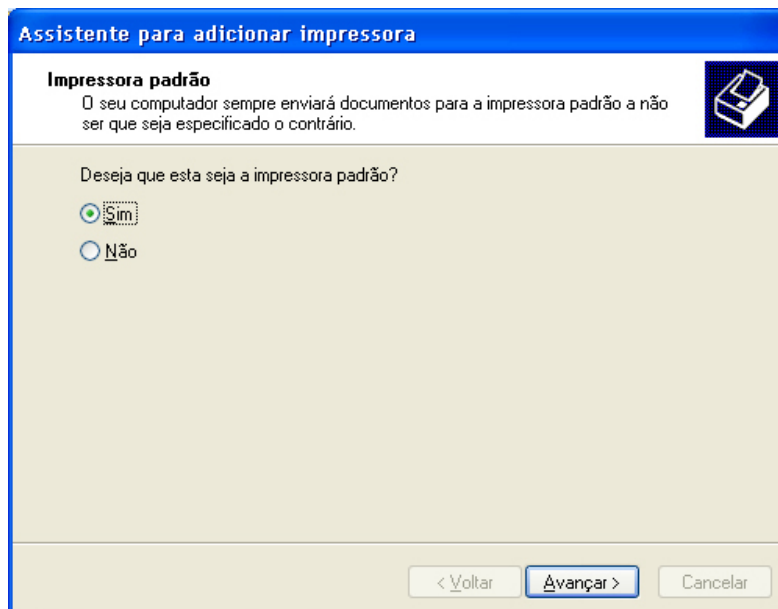 Assistente para adicionar impressora
Impressora padrão
O seu computador sempre enviará documentos para a impressora padrão a não
ser que seja especificado o contrário.
Deseja que esta seja a impressora padrão?
Sim
Não
< Voltar
Avançar >
Cancelar